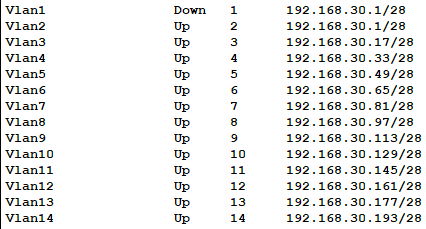 Vlan1 Down 1 192.168.30.1/28
Vlan2 Up 2 192.168.30.1/28
Vlan3 Up 3 192.168.30.17/28
Vlan4 Up 4 192.168.30.33/28
Vlan5 Up 5 192.168.30.49/28
Vlan6 Up 6 192.168.30.65/28
Vlan7 Up 7 192.168.30.81/28
Vlan8 Up 8 192.168.30.97/28
Vlan9 Up 9 192.168.30.113/28
Vlan10 Up 10 192.168.30.129/28
Vlan11 Up 11 192.168.30.145/28
Vlan12 Up 12 192.168.30.161/28
Vlan13 Up 13 192.168.30.177/28
Vlan14 Up 14 192.168.30.193/28